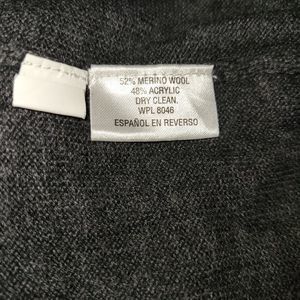 52% MERINO WOOL
48% ACRYLIC
DRY CLEAN.
WPL 8046
ESPAÑOL EN REVERSO